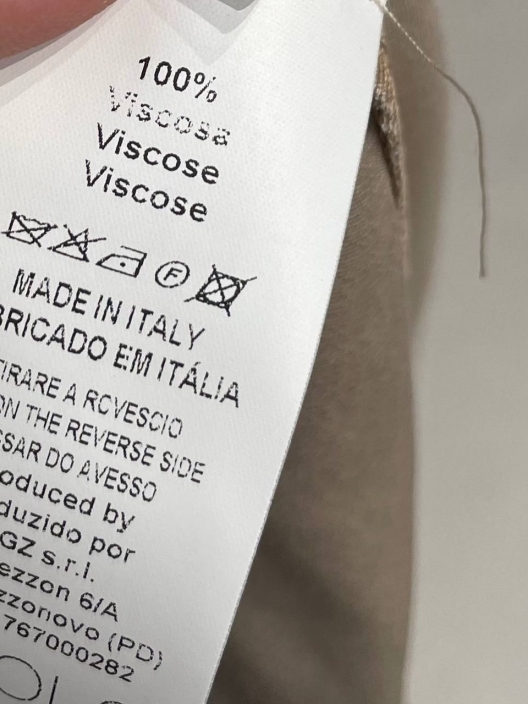 100%
Viscosa
Viscose
Viscose
F
MADE IN ITALY
BRICADO EM ITÁLIA
TIRARE A ROVESCIO
ON THE REVERSE SIDE
SSAR DO AVESSO
oduced by
duzido por
GZ s.r.l.
ezzon 6/A
zzonovo (PD)
767000282